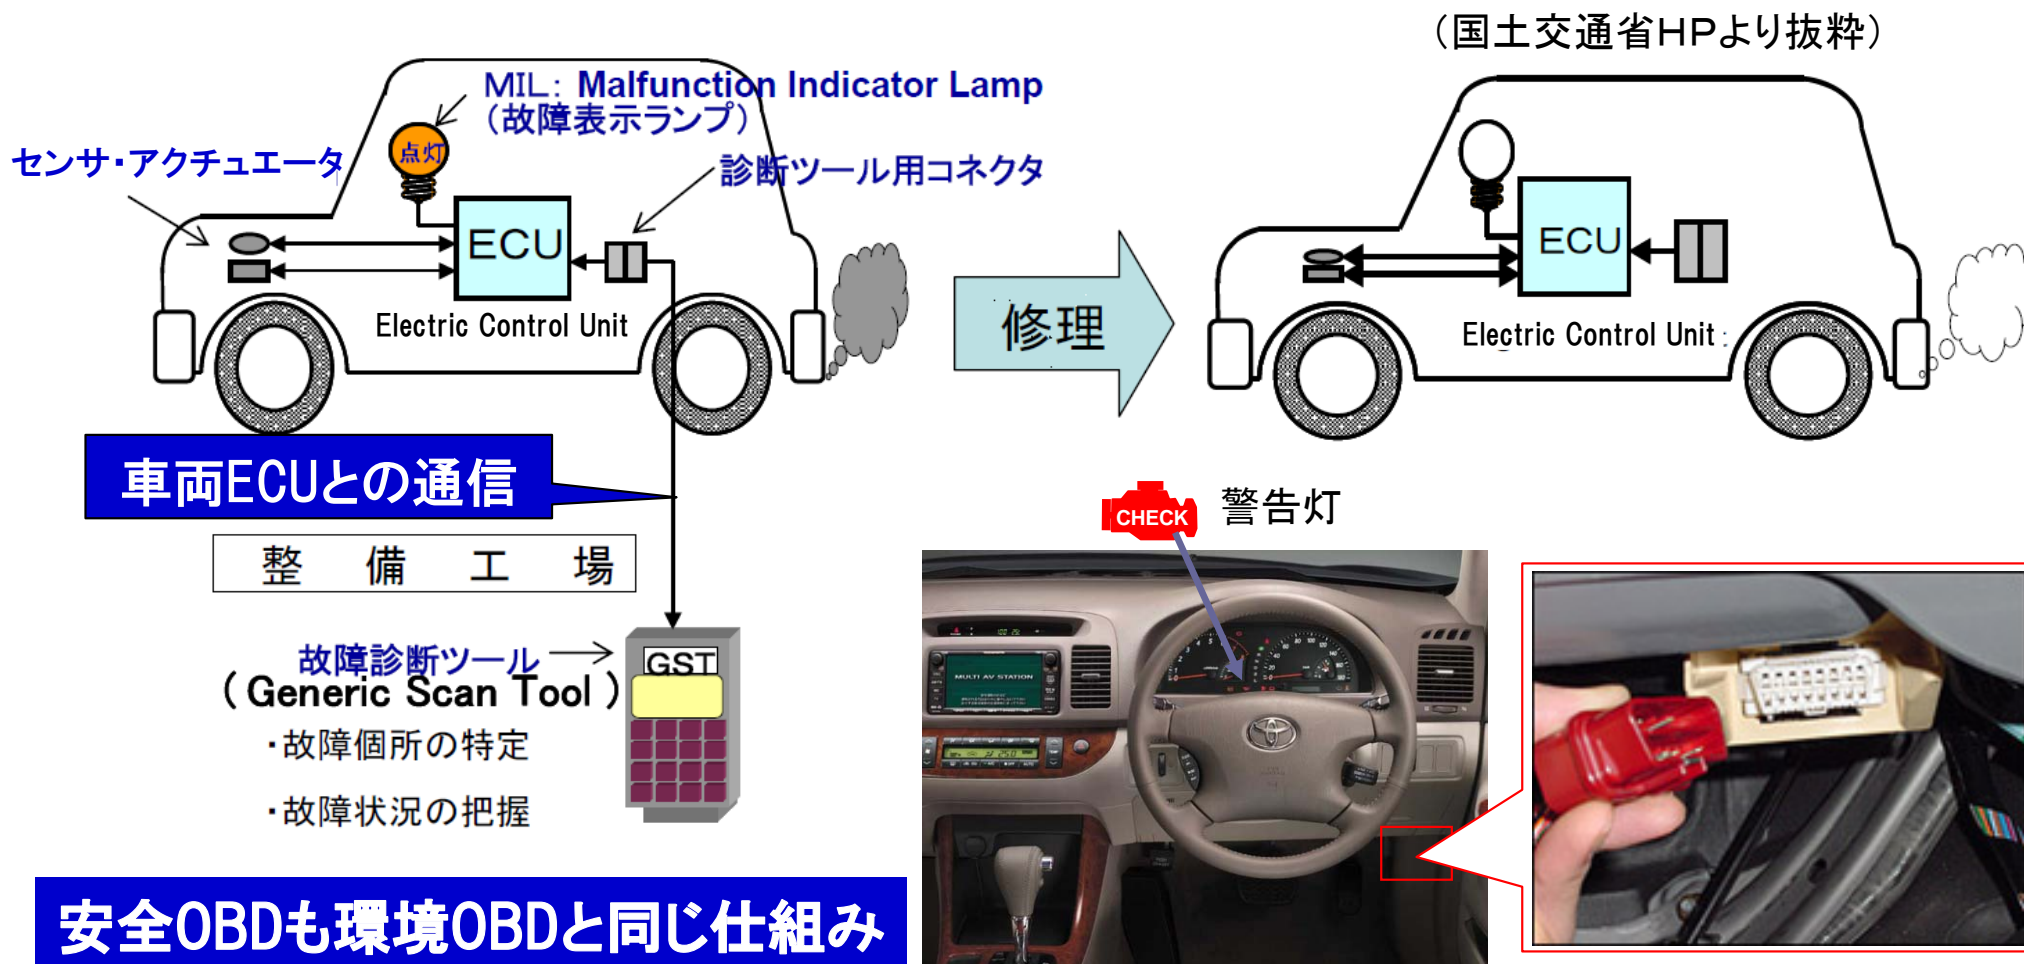 (国土交通省HPより抜粋)
MIL: Malfunction Indicator Lamp
(故障表示ランプ)
点灯
センサ・アクチュエータ
診断ツール用コネクタ
ECU
Electric Control Unit
修理
ECU
Electric Control Unit
車両ECUとの通信
整備工場
CHECK
警告灯
故障診断ツール
GST
(Generic Scan Tool)
・故障個所の特定
・故障状況の把握
MULTI AV STATION
安全OBDも環境OBDと同じ仕組み